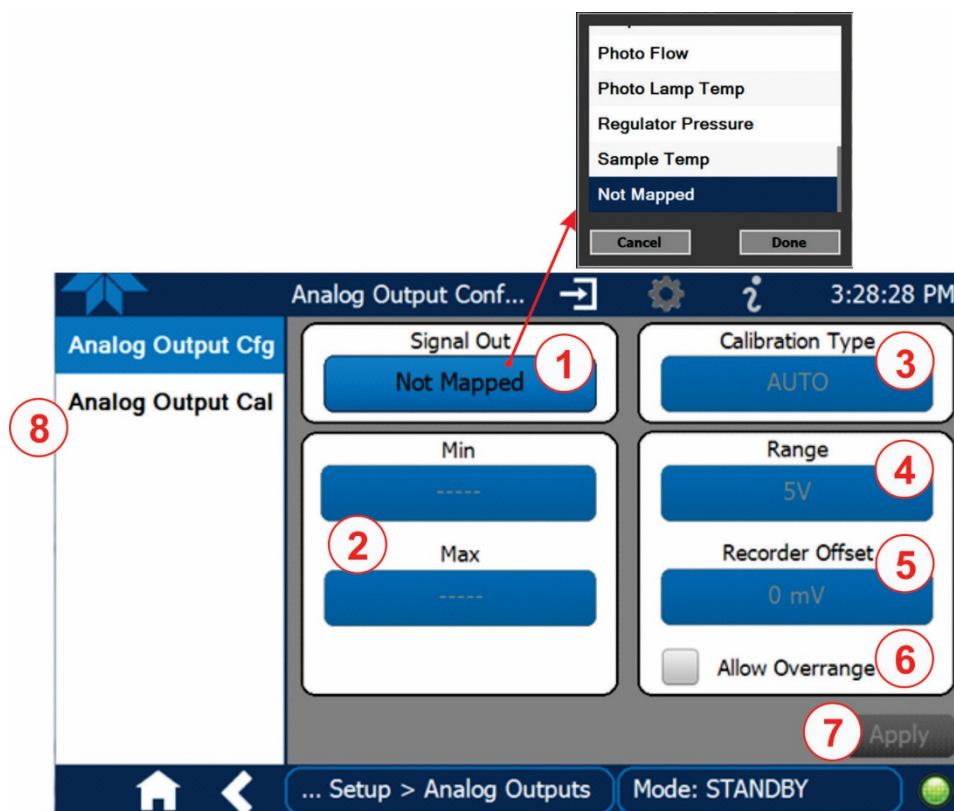 Photo Flow
Photo Lamp Temp
Regulator Pressure
Sample Temp
Not Mapped
Cancel
Done
Analog Output Conf...
3:28:28 PM
Analog Output Cfg
Analog Output Cal
8
Signal Out
1
Not Mapped
Calibration Type
3
AUTO
Min
-----
2
Max
-----
Range
4
5V
Recorder Offset
5
0 mV
Allow Overrange
6
7
Apply
... Setup > Analog Outputs
Mode: STANDBY